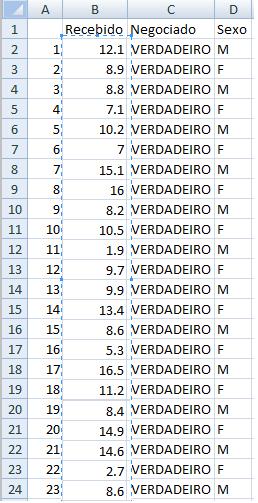 A B C D
1 Recebido Negociado Sexo
2 1 12.1 VERDADEIRO M
3 2 8.9 VERDADEIRO F
4 3 8.8 VERDADEIRO M
5 4 7.1 VERDADEIRO F
6 5 10.2 VERDADEIRO M
7 6 7 VERDADEIRO F
8 7 15.1 VERDADEIRO M
9 8 16 VERDADEIRO F
10 9 8.2 VERDADEIRO M
11 10 10.5 VERDADEIRO F
12 11 1.9 VERDADEIRO M
13 12 9.7 VERDADEIRO F
14 13 9.9 VERDADEIRO M
15 14 13.4 VERDADEIRO F
16 15 8.6 VERDADEIRO M
17 16 5.3 VERDADEIRO F
18 17 16.5 VERDADEIRO M
19 18 11.2 VERDADEIRO F
20 19 8.4 VERDADEIRO M
21 20 14.9 VERDADEIRO F
22 21 14.6 VERDADEIRO M
23 22 2.7 VERDADEIRO F
24 23 8.6 VERDADEIRO M